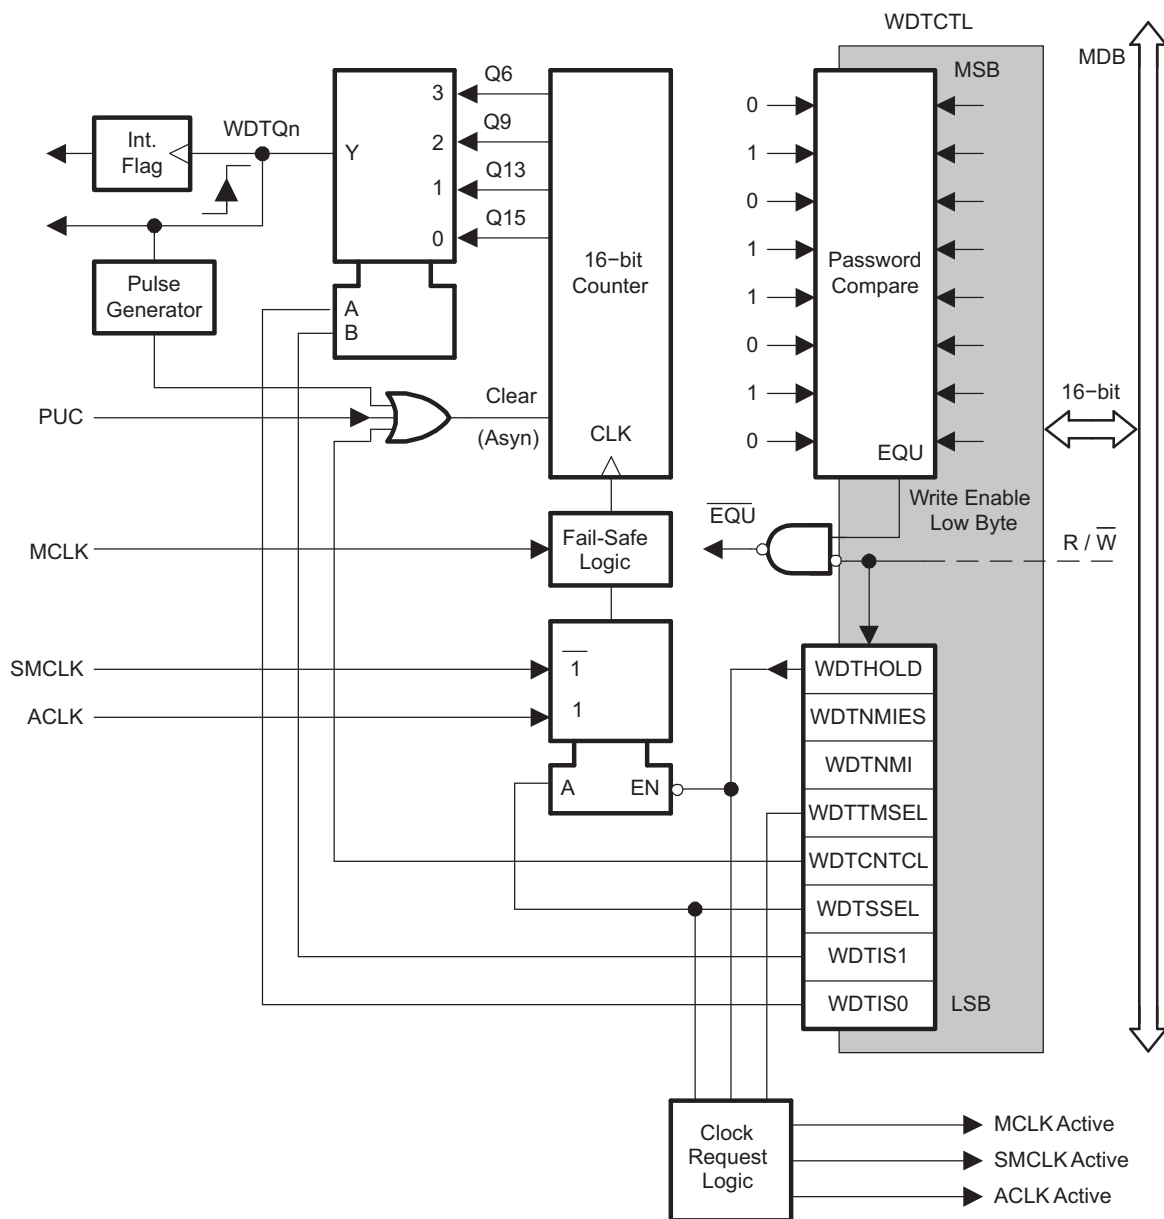 WDTCTL
MDB
MSB
Q6
3
0
Q9
WDTQn
Int.
Flag
Y
2
1
Q13
1
0
Q15
0
1
16−bit
Counter
Password
Compare
Pulse
Generator
A
B
1
0
1
0
16−bit
PUC
Clear
(Asyn)
CLK
EQU
Write Enable
Low Byte
EQU
R / W
MCLK
Fail-Safe
Logic
SMCLK
1
ACLK
1
A
EN
WDTHOLD
WDTNMIES
WDTNMI
WDTTMSEL
WDTCNTCL
WDTSSEL
WDTIS1
WDTIS0
LSB
Clock
Request
Logic
MCLK Active
SMCLK Active
ACLK Active